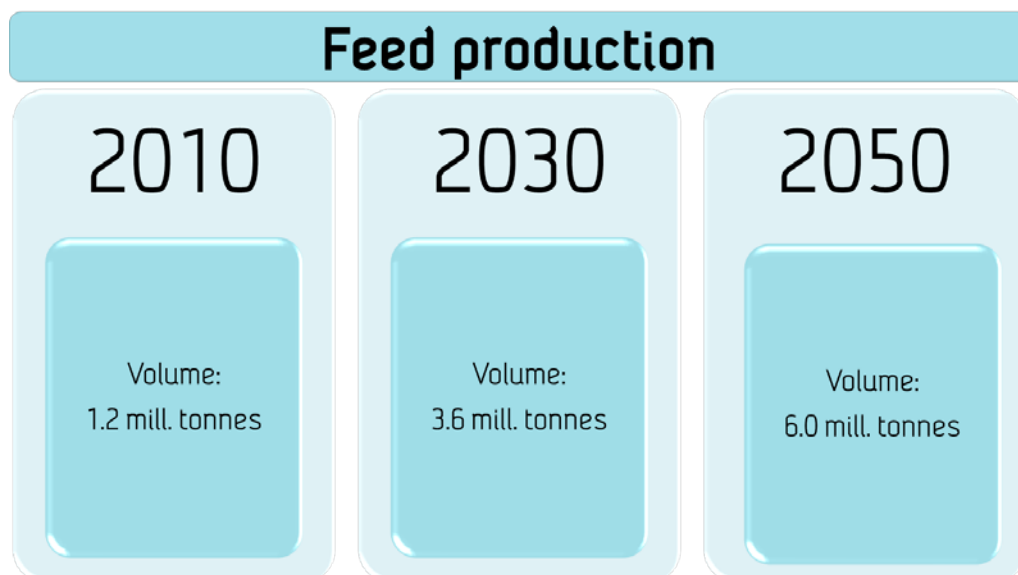 Feed production
2010
Volume:
1.2 mill. tonnes
2030
Volume:
3.6 mill. tonnes
2050
Volume:
6.0 mill. tonnes